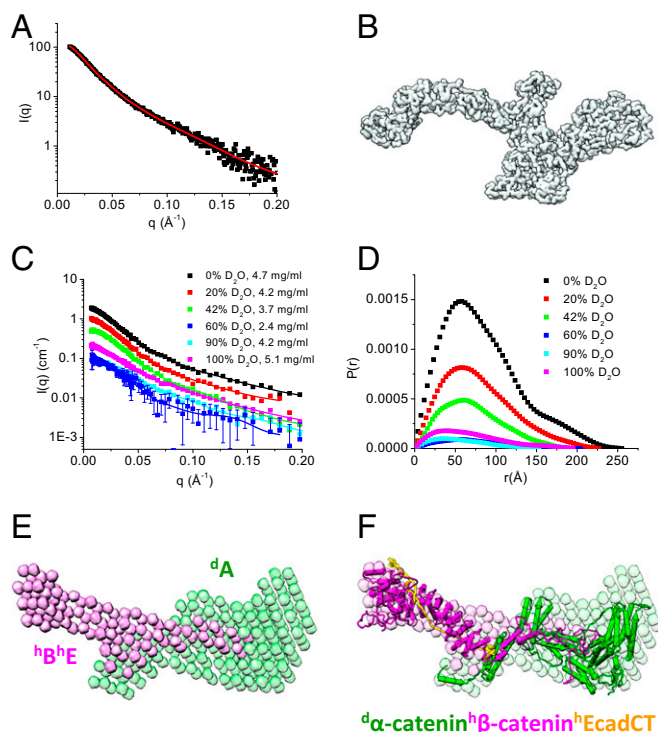 A
B
100
10
1
I(q)
0.00 0.05 0.10 0.15 0.20
q (Å⁻¹)
C
D
10
1
0.1
0.01
1E-3
I(q) (cm⁻¹)
0% D₂O, 4.7 mg/ml
20% D₂O, 4.2 mg/ml
42% D₂O, 3.7 mg/ml
60% D₂O, 2.4 mg/ml
90% D₂O, 4.2 mg/ml
100% D₂O, 5.1 mg/ml
0.00 0.05 0.10 0.15 0.20
q (Å⁻¹)
0.0015
0.0010
0.0005
0.0000
P(r)
0% D₂O
20% D₂O
42% D₂O
60% D₂O
90% D₂O
100% D₂O
0 50 100 150 200 250
r(Å)
E
F
ᵈA
ʰBʰE
ᵈα-cateninʰβ-cateninʰEcadCT